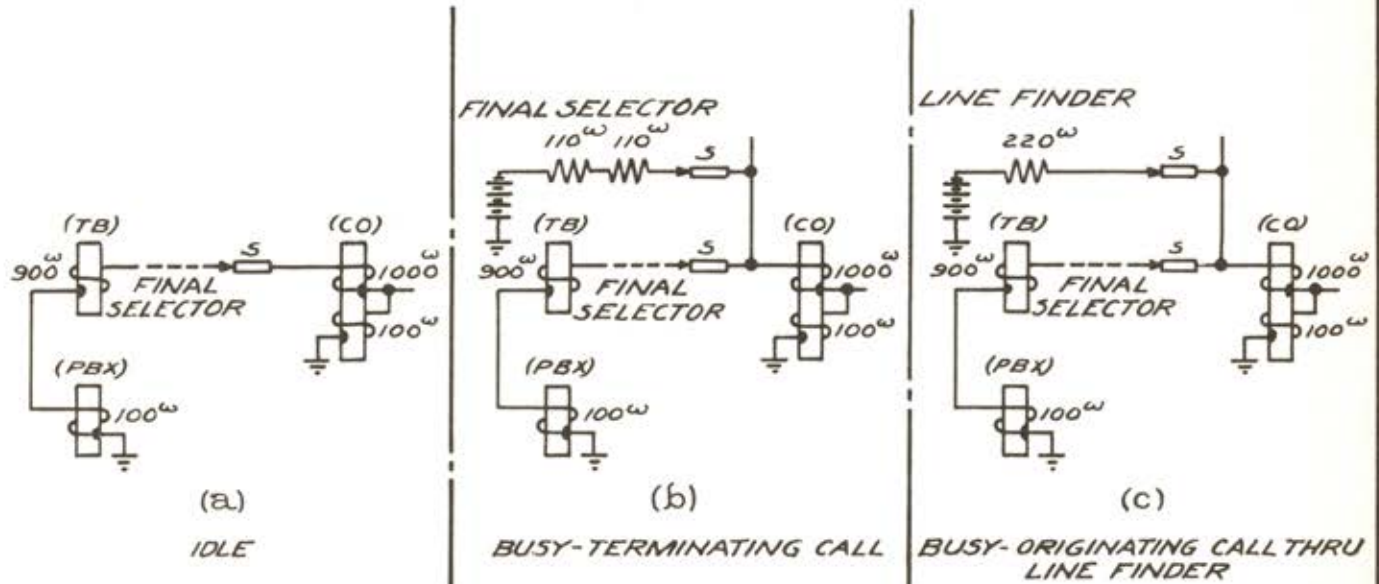 (TB)
(CO)
S
900ω
1000ω
FINAL
SELECTOR
100ω
(PBX)
100ω
(a)
IDLE
FINAL SELECTOR
110ω 110ω
S
(TB)
(CO)
S
900ω
1000ω
FINAL
SELECTOR
100ω
(PBX)
100ω
(b)
BUSY-TERMINATING CALL
LINE FINDER
220ω
S
(TB)
(CO)
S
900ω
1000ω
FINAL
SELECTOR
100ω
(PBX)
100ω
(c)
BUSY-ORIGINATING CALL THRU
LINE FINDER